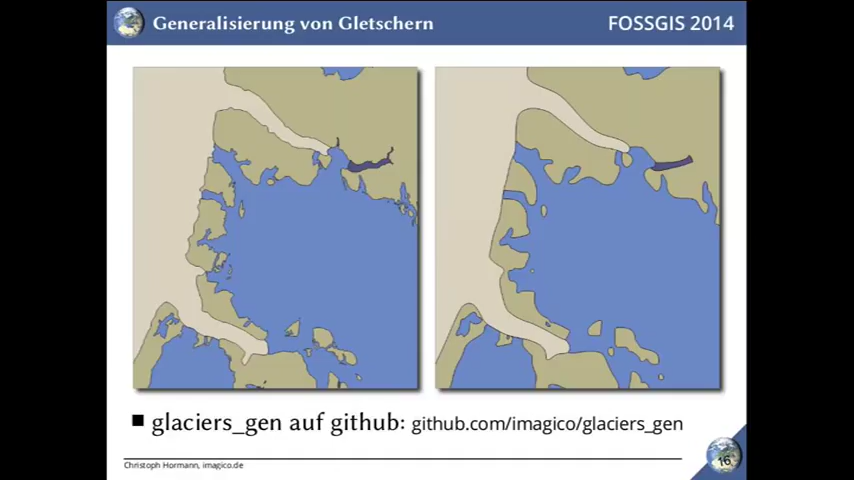 Generalisierung von Gletschern
FOSSGIS 2014
■ glaciers_gen auf github: github.com/imagico/glaciers_gen
Christoph Hormann, imagico.de
16